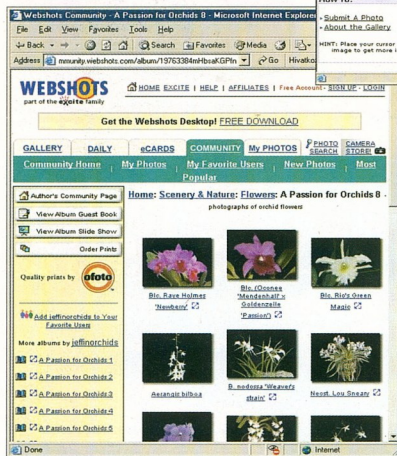 Webshots Community - A Passion for Orchids 8 - Microsoft Internet Explorer
HOW TO:
Submit A Photo
About the Gallery
HINT: Place your cursor
image to get more i
File Edit View Favorites Tools Help
Back Search Favorites Media
Address mmunity.webshots.com/album/19763384mHbsaKGPIn Go Hivatko
WEBSHOTS
part of the excite family
HOME EXCITE | HELP | AFFILIATES | Free Account - SIGN UP - LOGIN
Get the Webshots Desktop! FREE DOWNLOAD
GALLERY DAILY eCARDS COMMUNITY My PHOTOS PHOTO SEARCH CAMERA STORE!
Community Home My Photos My Favorite Users New Photos Most
Popular
Author's Community Page
View Album Guest Book
View Album Slide Show
Order Prints
Quality prints by ofoto
Add jeffinorchids to Your
Favorite Users
More albums by jeffinorchids
A Passion for Orchids 1
A Passion for Orchids 2
A Passion for Orchids 3
A Passion for Orchids 4
A Passion for Orchids 5
Home: Scenery & Nature: Flowers: A Passion for Orchids 8 -
photographs of orchid flowers
Blc. Raye Holmes
'Newberry'
Blc. (Oconee
'Mendenhall' x
Goldenzelle
'Passion')
Blc. Rio's Green
Magic
Aerangis bilboa
B. nodosa 'Weaver's
strain'
Neost. Lou Sneary
Done
Internet